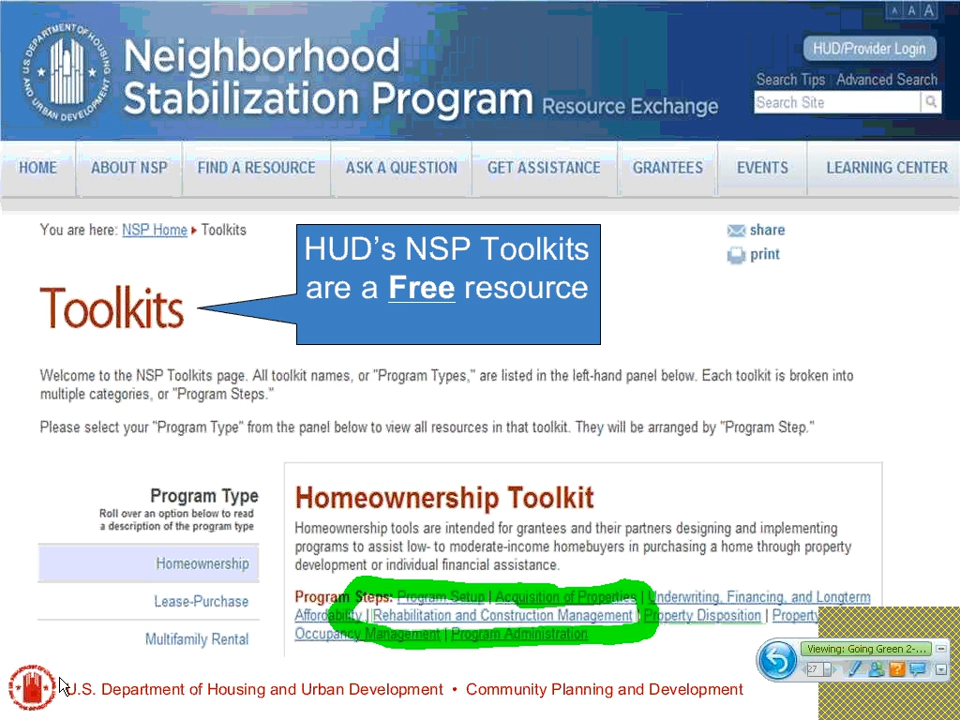 U.S. DEPARTMENT OF HOUSING AND URBAN DEVELOPMENT
Neighborhood
Stabilization Program Resource Exchange
A A A
HUD/Provider Login
Search Tips Advanced Search
Search Site
HOME ABOUT NSP FIND A RESOURCE ASK A QUESTION GET ASSISTANCE GRANTEES EVENTS LEARNING CENTER
You are here: NSP Home Toolkits
share
print
HUD’s NSP Toolkits
are a Free resource
Toolkits
Welcome to the NSP Toolkits page. All toolkit names, or "Program Types," are listed in the left-hand panel below. Each toolkit is broken into
multiple categories, or "Program Steps."
Please select your "Program Type" from the panel below to view all resources in that toolkit. They will be arranged by "Program Step."
Program Type
Roll over an option below to read
a description of the program type
Homeownership
Lease-Purchase
Multifamily Rental
Homeownership Toolkit
Homeownership tools are intended for grantees and their partners designing and implementing
programs to assist low- to moderate-income homebuyers in purchasing a home through property
development or individual financial assistance.
Program Steps: Program Setup | Acquisition of Properties | Underwriting, Financing, and Longterm
Affordability | Rehabilitation and Construction Management | Property Disposition | Property
Occupancy Management | Program Administration
Viewing: Going Green 2-...
27
U.S. Department of Housing and Urban Development • Community Planning and Development